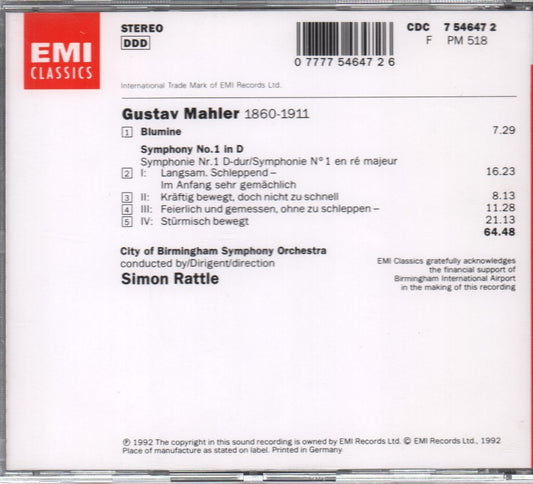 EMI
CLASSICS
STEREO
DDD
CDC 7 54647 2
F PM 518
0 7777 54647 2 6
International Trade Mark of EMI Records Ltd.
Gustav Mahler 1860-1911
1 Blumine 7.29
Symphony No.1 in D
Symphonie Nr.1 D-dur/Symphonie N° 1 en ré majeur
2 I: Langsam. Schleppend – 16.23
Im Anfang sehr gemächlich
3 II: Kräftig bewegt, doch nicht zu schnell 8.13
4 III: Feierlich und gemessen, ohne zu schleppen – 11.28
5 IV: Stürmisch bewegt 21.13
64.48
City of Birmingham Symphony Orchestra
conducted by/Dirigent/direction
Simon Rattle
EMI Classics gratefully acknowledges
the financial support of
Birmingham International Airport
in the making of this recording
℗ 1992 The copyright in this sound recording is owned by EMI Records Ltd. © EMI Records Ltd., 1992
Place of manufacture as stated on label. Printed in Germany